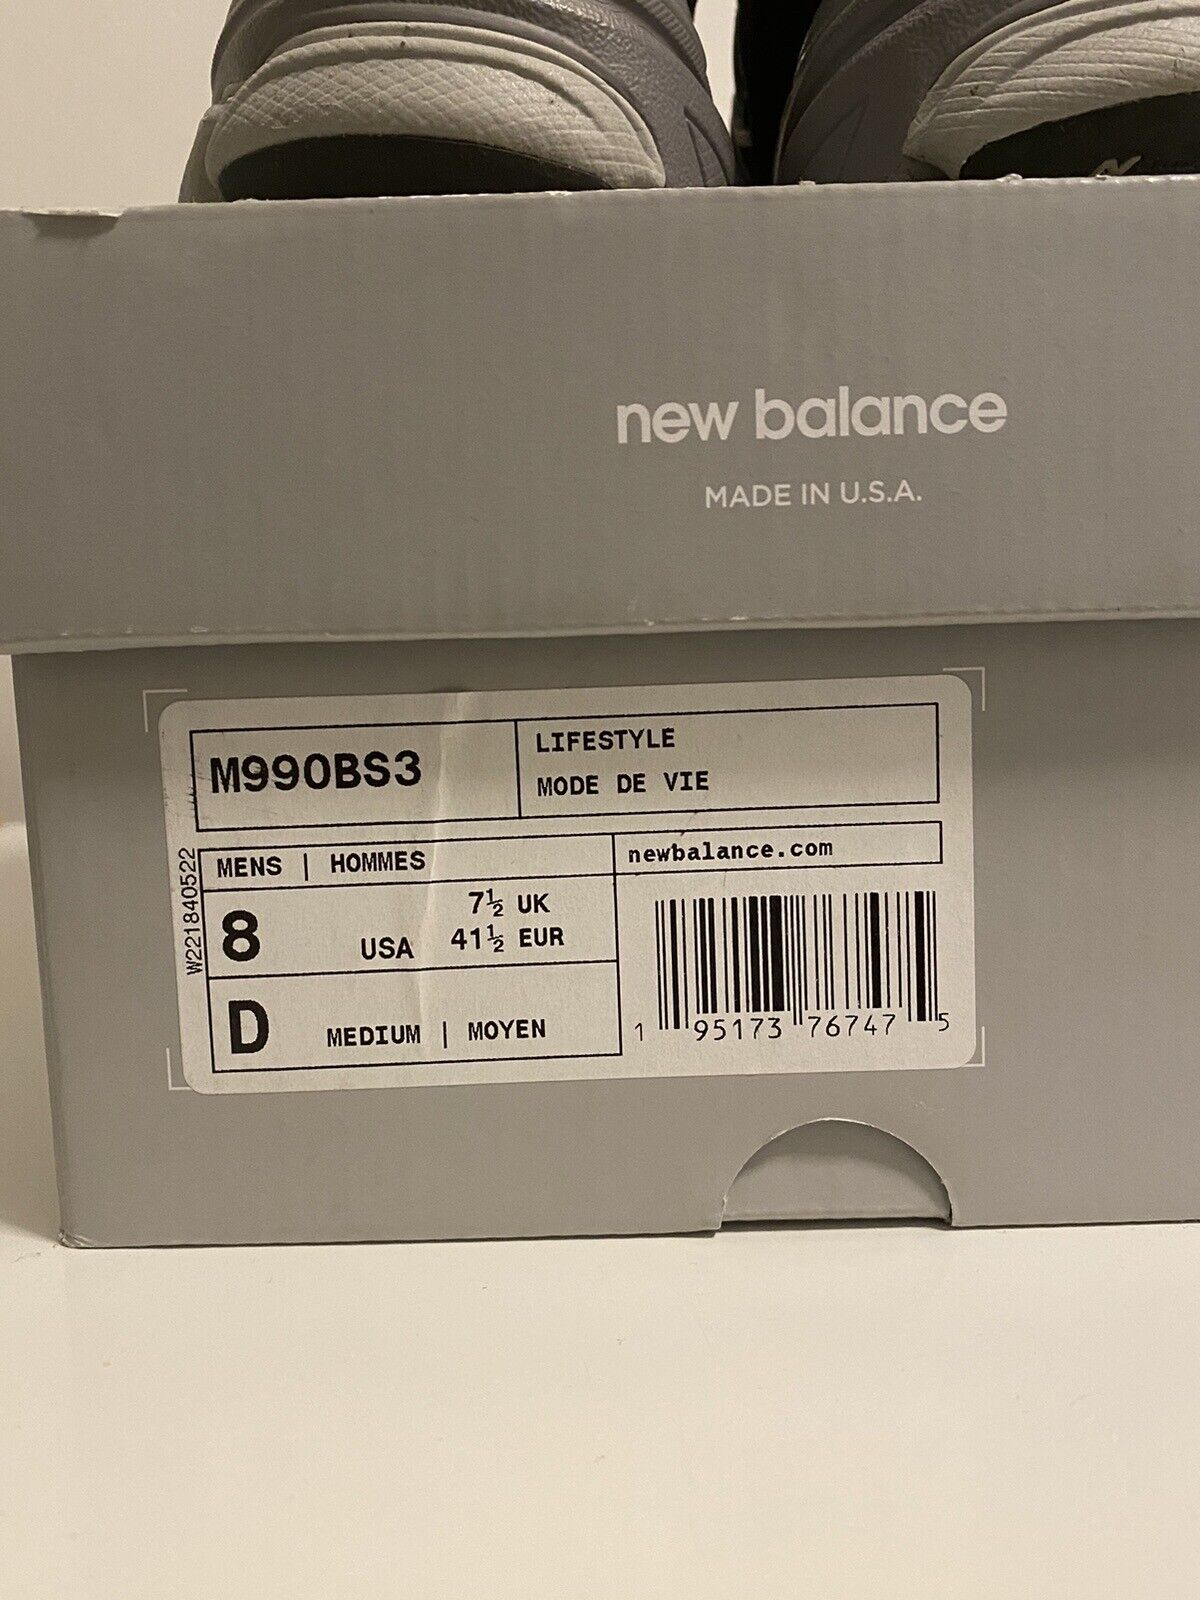 N
new balance
MADE IN U.S.A.
M990BS3
LIFESTYLE
MODE DE VIE
W221840522
MENS | HOMMES
newbalance.com
8 USA 7½ UK
41½ EUR
D MEDIUM | MOYEN
1 95173 76747 5